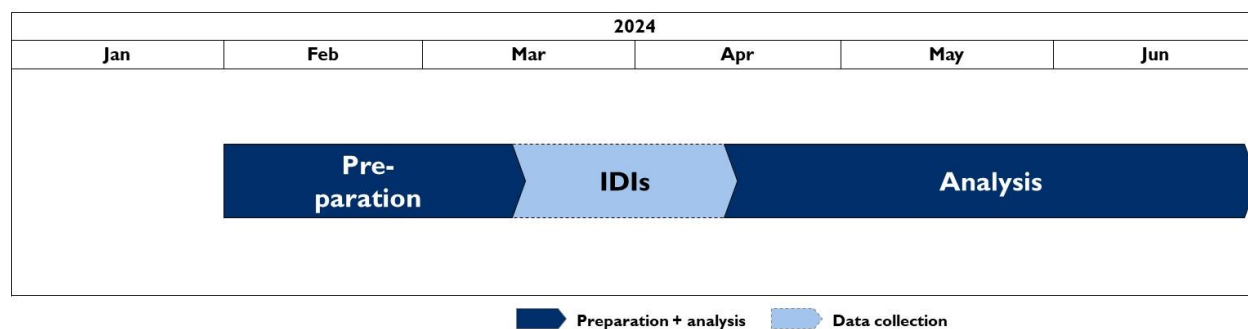 2024
Jan Feb Mar Apr May Jun
Pre-
paration
IDIs
Analysis
Preparation + analysis
Data collection